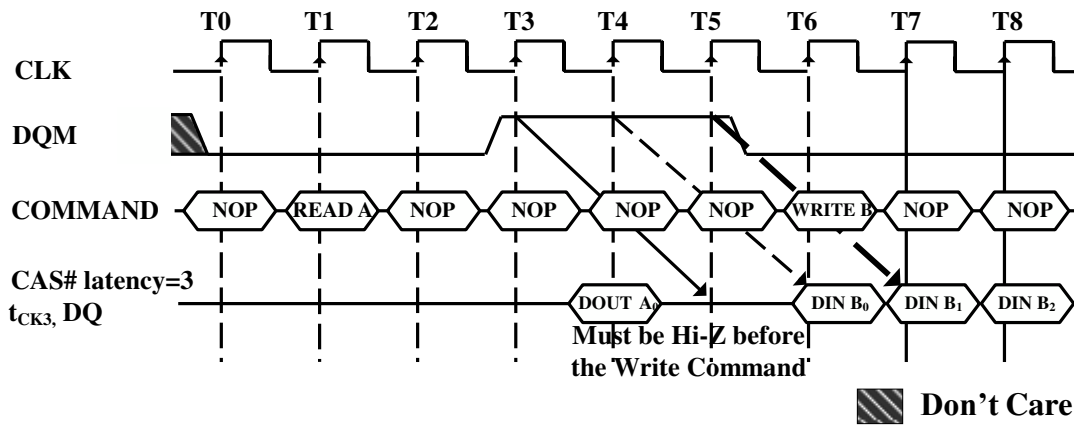 T0 T1 T2 T3 T4 T5 T6 T7 T8
CLK
DQM
COMMAND NOP READ A NOP NOP NOP NOP WRITE B NOP NOP
CAS# latency=3
tCK3, DQ DOUT A0 DIN B0 DIN B1 DIN B2
Must be Hi-Z before
the Write Command
Don't Care